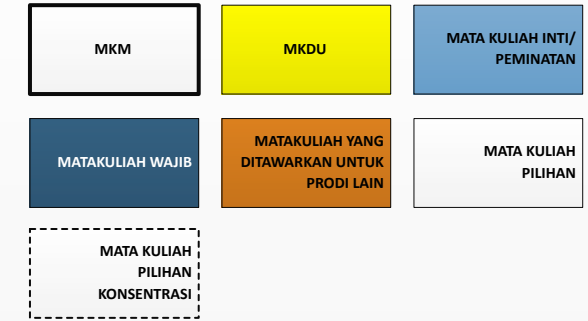 MKM
MKDU
MATA KULIAH INTI/
PEMINATAN
MATAKULIAH WAJIB
MATAKULIAH YANG
DITAWARKAN UNTUK
PRODI LAIN
MATA KULIAH
PILIHAN
MATA KULIAH
PILIHAN
KONSENTRASI